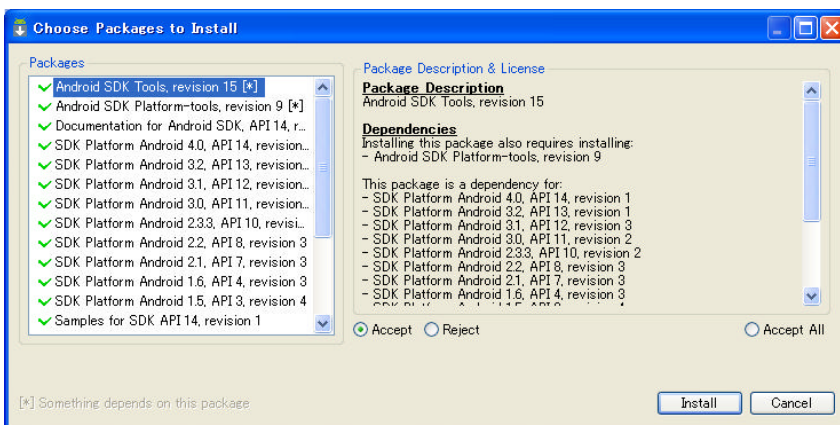 Choose Packages to Install
Packages
Android SDK Tools, revision 15 [*]
Android SDK Platform-tools, revision 9 [*]
Documentation for Android SDK, API 14, r...
SDK Platform Android 4.0, API 14, revision...
SDK Platform Android 3.2, API 13, revision...
SDK Platform Android 3.1, API 12, revision...
SDK Platform Android 3.0, API 11, revision...
SDK Platform Android 2.3.3, API 10, revisi...
SDK Platform Android 2.2, API 8, revision 3
SDK Platform Android 2.1, API 7, revision 3
SDK Platform Android 1.6, API 4, revision 3
SDK Platform Android 1.5, API 3, revision 4
Samples for SDK API 14, revision 1
Package Description & License
Package Description
Android SDK Tools, revision 15
Dependencies
Installing this package also requires installing:
- Android SDK Platform-tools, revision 9
This package is a dependency for:
- SDK Platform Android 4.0, API 14, revision 1
- SDK Platform Android 3.2, API 13, revision 1
- SDK Platform Android 3.1, API 12, revision 3
- SDK Platform Android 3.0, API 11, revision 2
- SDK Platform Android 2.3.3, API 10, revision 2
- SDK Platform Android 2.2, API 8, revision 3
- SDK Platform Android 2.1, API 7, revision 3
- SDK Platform Android 1.6, API 4, revision 3
Accept Reject Accept All
[*] Something depends on this package
Install Cancel